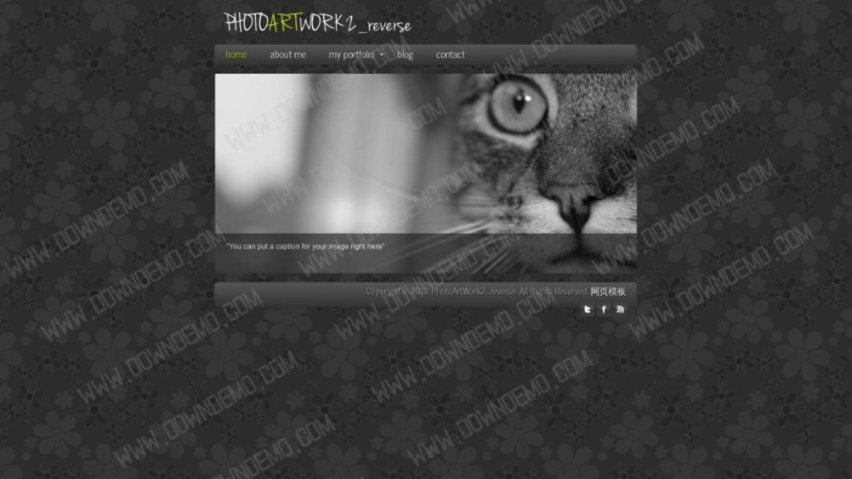 PHOTOARTWORK2_reverse
home about me my portfolio blog contact
"You can put a caption for your image right here"
Copyright © 2012 PhotoArtWork2_reverse. All Rights Reserved. 网页模板
WWW.DOWNDEMO.COM